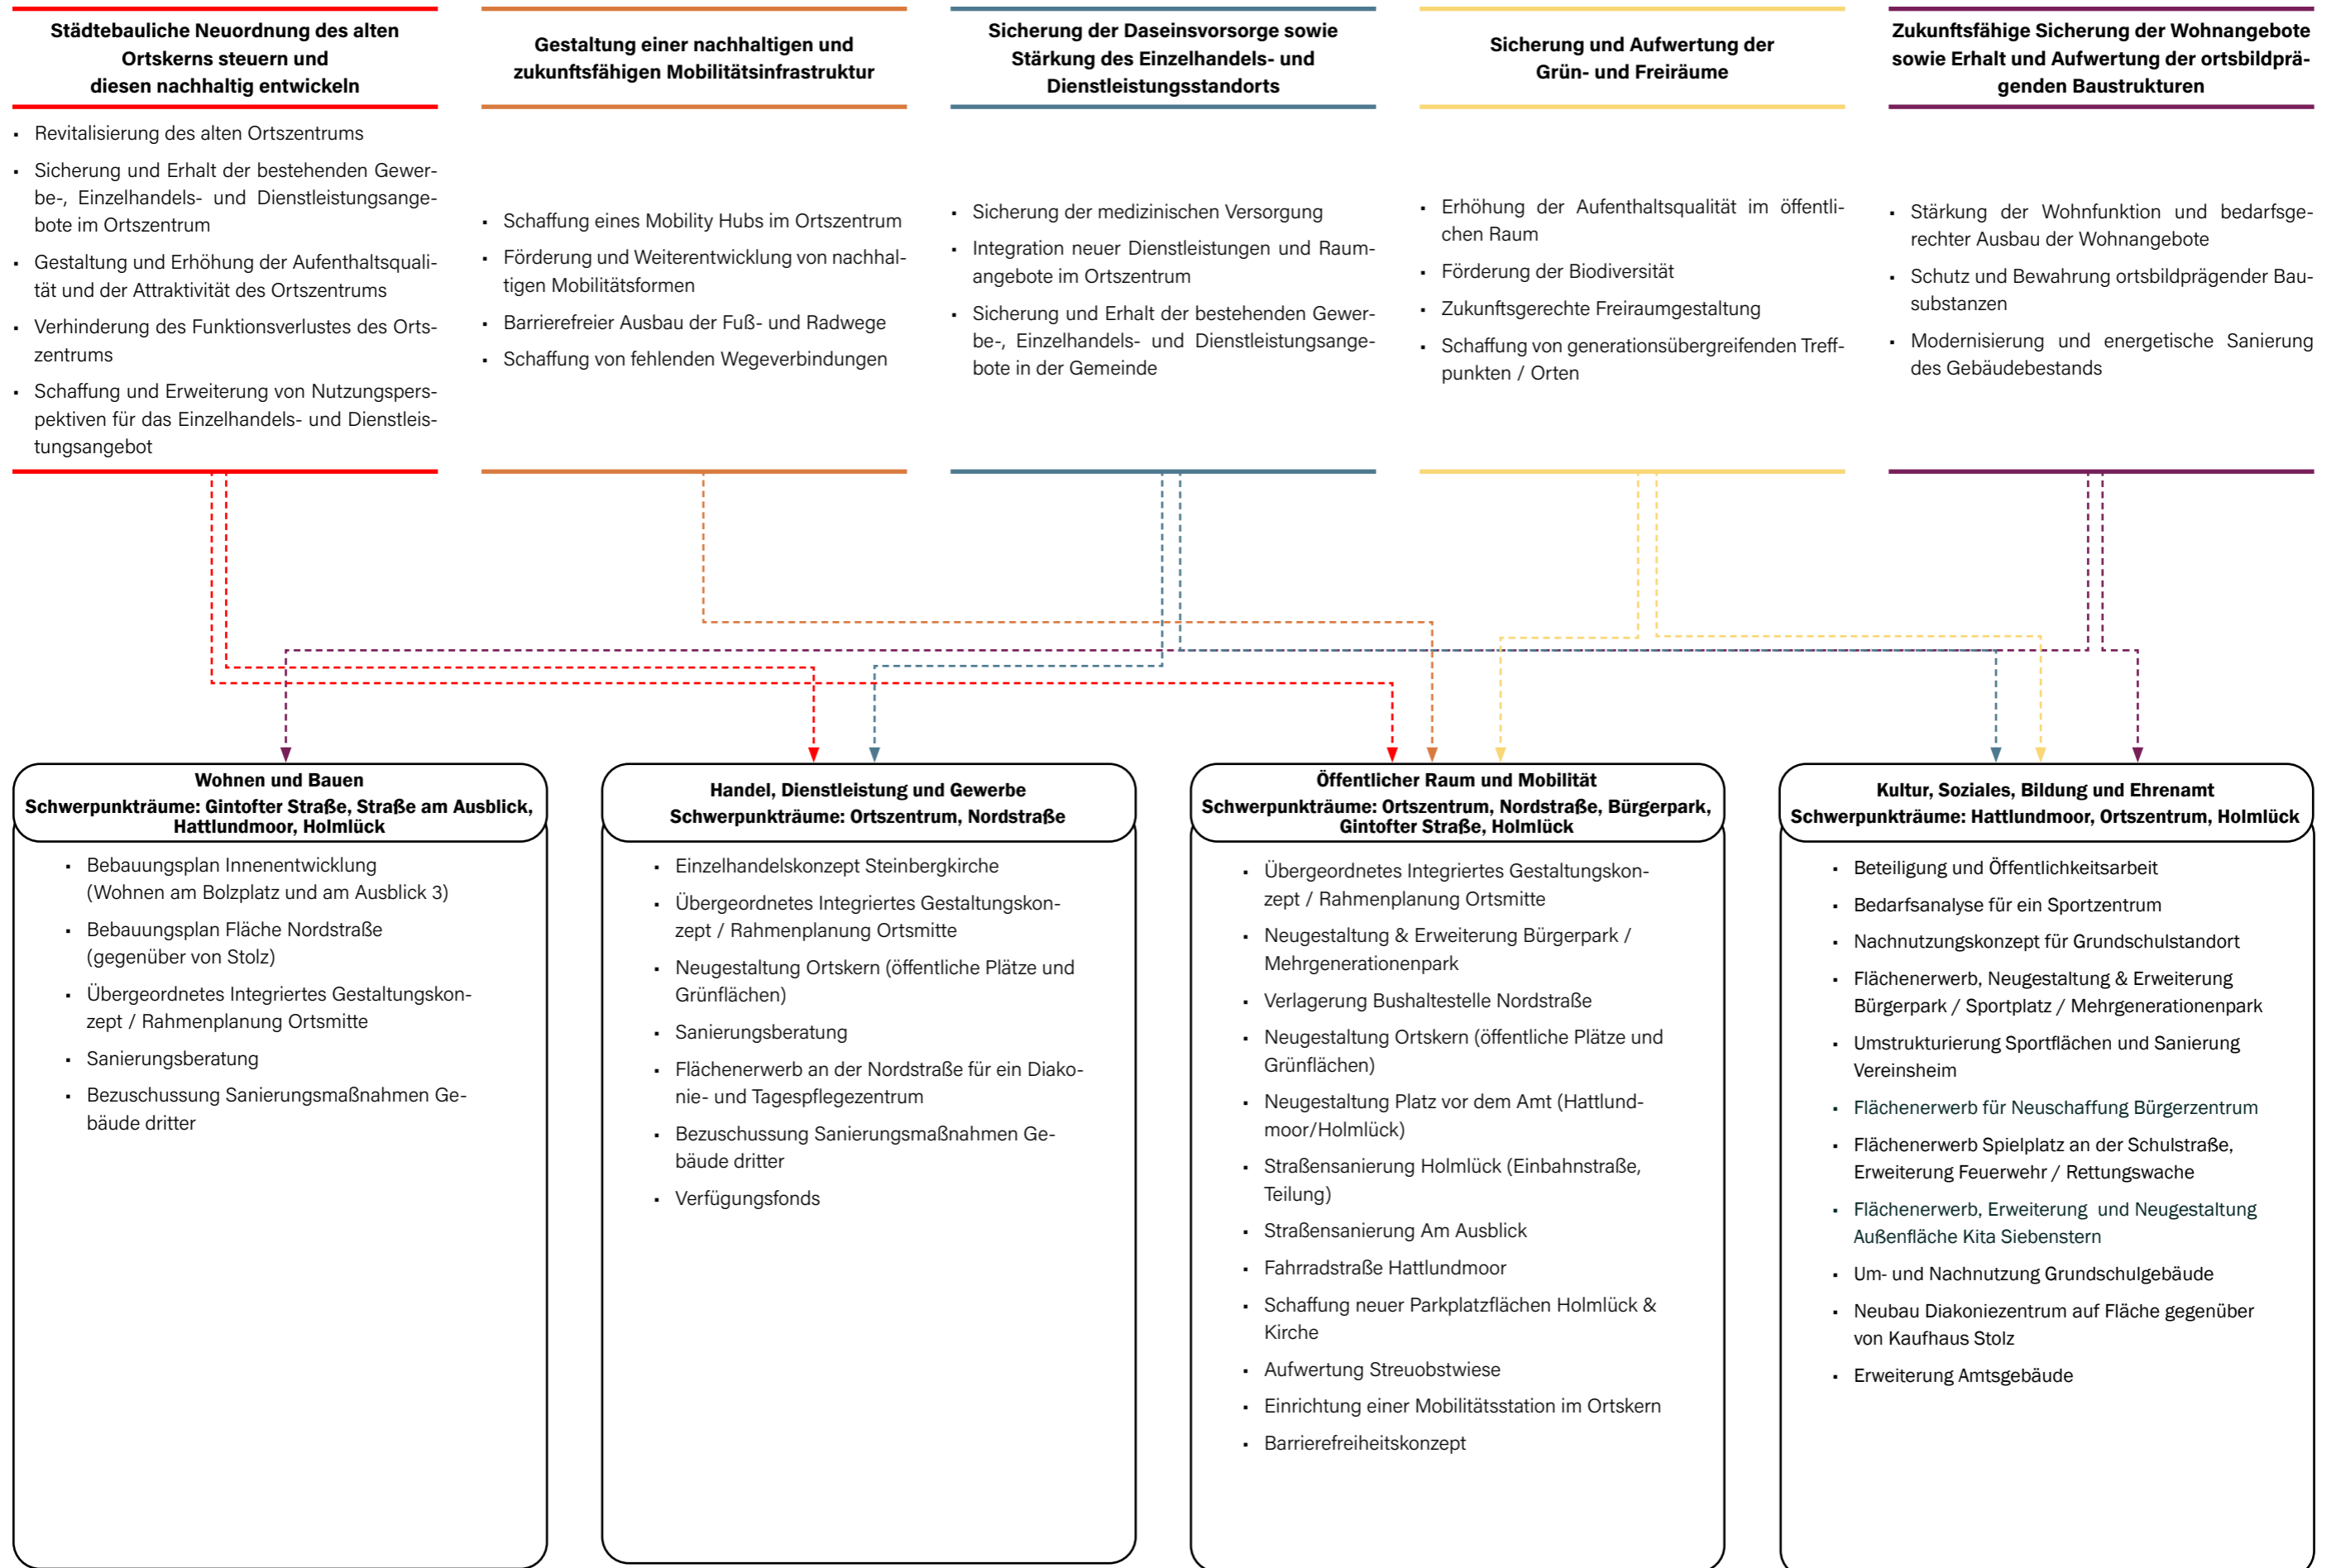 Städtebauliche Neuordnung des alten
Ortskerns steuern und
diesen nachhaltig entwickeln
▪ Revitalisierung des alten Ortszentrums
▪ Sicherung und Erhalt der bestehenden Gewer-
be-, Einzelhandels- und Dienstleistungsange-
bote im Ortszentrum
▪ Gestaltung und Erhöhung der Aufenthaltsquali-
tät und der Attraktivität des Ortszentrums
▪ Verhinderung des Funktionsverlustes des Orts-
zentrums
▪ Schaffung und Erweiterung von Nutzungspers-
pektiven für das Einzelhandels- und Dienstleis-
tungsangebot
Gestaltung einer nachhaltigen und
zukunftsfähigen Mobilitätsinfrastruktur
▪ Schaffung eines Mobility Hubs im Ortszentrum
▪ Förderung und Weiterentwicklung von nachhal-
tigen Mobilitätsformen
▪ Barrierefreier Ausbau der Fuß- und Radwege
▪ Schaffung von fehlenden Wegeverbindungen
Sicherung der Daseinsvorsorge sowie
Stärkung des Einzelhandels- und
Dienstleistungsstandorts
▪ Sicherung der medizinischen Versorgung
▪ Integration neuer Dienstleistungen und Raum-
angebote im Ortszentrum
▪ Sicherung und Erhalt der bestehenden Gewer-
be-, Einzelhandels- und Dienstleistungsange-
bote in der Gemeinde
Sicherung und Aufwertung der
Grün- und Freiräume
▪ Erhöhung der Aufenthaltsqualität im öffentli-
chen Raum
▪ Förderung der Biodiversität
▪ Zukunftsgerechte Freiraumgestaltung
▪ Schaffung von generationsübergreifenden Treff-
punkten / Orten
Zukunftsfähige Sicherung der Wohnangebote
sowie Erhalt und Aufwertung der ortsbildprä-
genden Baustrukturen
▪ Stärkung der Wohnfunktion und bedarfsge-
rechter Ausbau der Wohnangebote
▪ Schutz und Bewahrung ortsbildprägender Bau-
substanzen
▪ Modernisierung und energetische Sanierung
des Gebäudebestands
Wohnen und Bauen
Schwerpunkträume: Gintofter Straße, Straße am Ausblick,
Hattlundmoor, Holmlück
▪ Bebauungsplan Innenentwicklung
(Wohnen am Bolzplatz und am Ausblick 3)
▪ Bebauungsplan Fläche Nordstraße
(gegenüber von Stolz)
▪ Übergeordnetes Integriertes Gestaltungskon-
zept / Rahmenplanung Ortsmitte
▪ Sanierungsberatung
▪ Bezuschussung Sanierungsmaßnahmen Ge-
bäude dritter
Handel, Dienstleistung und Gewerbe
Schwerpunkträume: Ortszentrum, Nordstraße
▪ Einzelhandelskonzept Steinbergkirche
▪ Übergeordnetes Integriertes Gestaltungskon-
zept / Rahmenplanung Ortsmitte
▪ Neugestaltung Ortskern (öffentliche Plätze und
Grünflächen)
▪ Sanierungsberatung
▪ Flächenerwerb an der Nordstraße für ein Diako-
nie- und Tagespflegezentrum
▪ Bezuschussung Sanierungsmaßnahmen Ge-
bäude dritter
▪ Verfügungsfonds
Öffentlicher Raum und Mobilität
Schwerpunkträume: Ortszentrum, Nordstraße, Bürgerpark,
Gintofter Straße, Holmlück
▪ Übergeordnetes Integriertes Gestaltungskon-
zept / Rahmenplanung Ortsmitte
▪ Neugestaltung & Erweiterung Bürgerpark /
Mehrgenerationenpark
▪ Verlagerung Bushaltestelle Nordstraße
▪ Neugestaltung Ortskern (öffentliche Plätze und
Grünflächen)
▪ Neugestaltung Platz vor dem Amt (Hattlund-
moor/Holmlück)
▪ Straßensanierung Holmlück (Einbahnstraße,
Teilung)
▪ Straßensanierung Am Ausblick
▪ Fahrradstraße Hattlundmoor
▪ Schaffung neuer Parkplatzflächen Holmlück &
Kirche
▪ Aufwertung Streuobstwiese
▪ Einrichtung einer Mobilitätsstation im Ortskern
▪ Barrierefreiheitskonzept
Kultur, Soziales, Bildung und Ehrenamt
Schwerpunkträume: Hattlundmoor, Ortszentrum, Holmlück
▪ Beteiligung und Öffentlichkeitsarbeit
▪ Bedarfsanalyse für ein Sportzentrum
▪ Nachnutzungskonzept für Grundschulstandort
▪ Flächenerwerb, Neugestaltung & Erweiterung
Bürgerpark / Sportplatz / Mehrgenerationenpark
▪ Umstrukturierung Sportflächen und Sanierung
Vereinsheim
▪ Flächenerwerb für Neuschaffung Bürgerzentrum
▪ Flächenerwerb Spielplatz an der Schulstraße,
Erweiterung Feuerwehr / Rettungswache
▪ Flächenerwerb, Erweiterung und Neugestaltung
Außenfläche Kita Siebenstern
▪ Um- und Nachnutzung Grundschulgebäude
▪ Neubau Diakoniezentrum auf Fläche gegenüber
von Kaufhaus Stolz
▪ Erweiterung Amtsgebäude